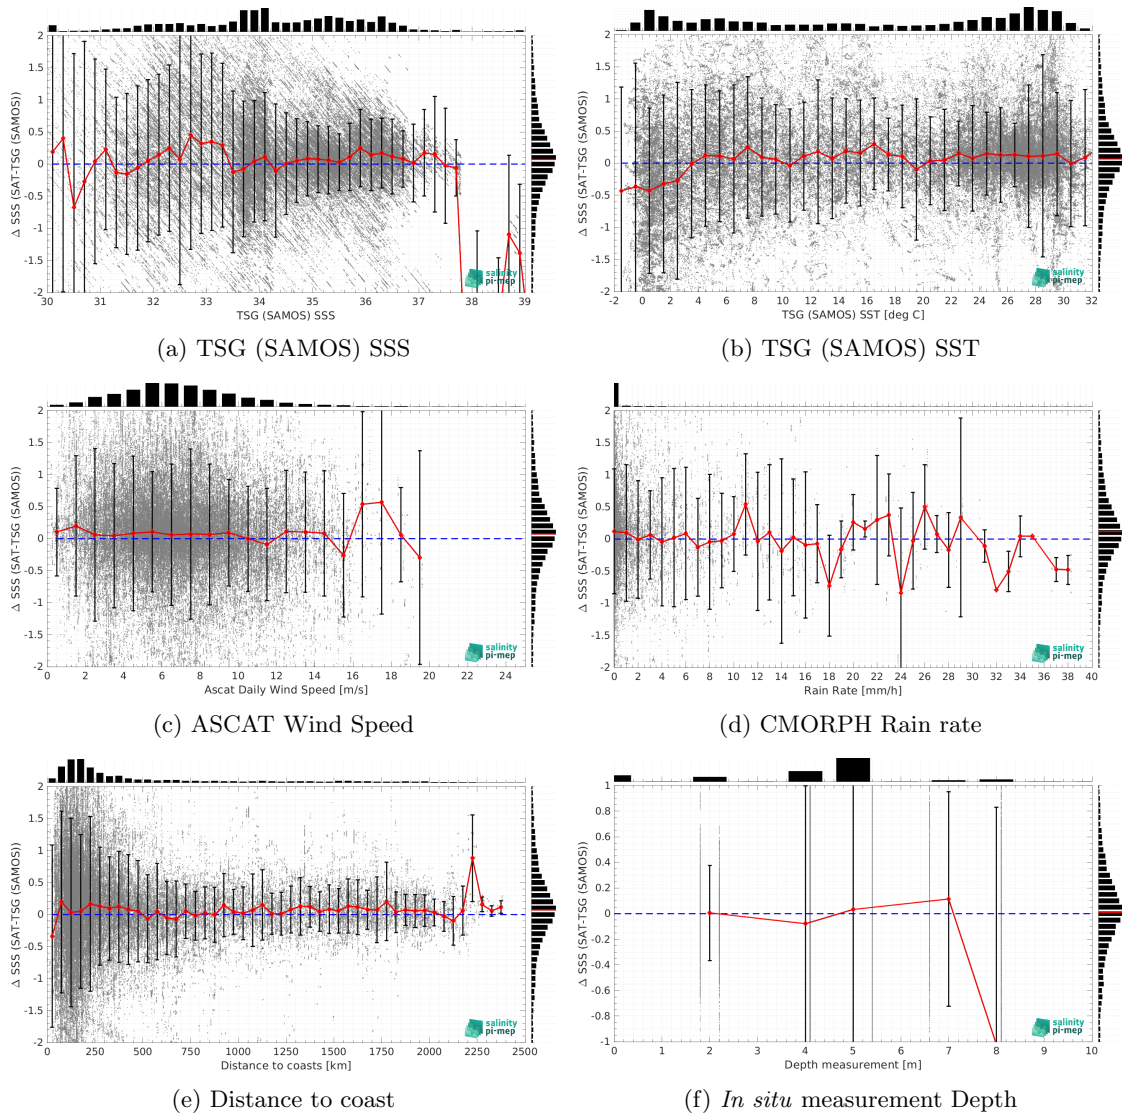 2
1.5
1
0.5
0
-0.5
-1
-1.5
-2
Δ SSS (SAT-TSG (SAMOS))
30 31 32 33 34 35 36 37 38 39
TSG (SAMOS) SSS
salinity
pi-mep
(a) TSG (SAMOS) SSS
2
1.5
1
0.5
0
-0.5
-1
-1.5
-2
Δ SSS (SAT-TSG (SAMOS))
-2 0 2 4 6 8 10 12 14 16 18 20 22 24 26 28 30 32
TSG (SAMOS) SST [deg C]
salinity
pi-mep
(b) TSG (SAMOS) SST
2
1.5
1
0.5
0
-0.5
-1
-1.5
-2
Δ SSS (SAT-TSG (SAMOS))
0 2 4 6 8 10 12 14 16 18 20 22 24
Ascat Daily Wind Speed [m/s]
salinity
pi-mep
(c) ASCAT Wind Speed
2
1.5
1
0.5
0
-0.5
-1
-1.5
-2
Δ SSS (SAT-TSG (SAMOS))
0 2 4 6 8 10 12 14 16 18 20 22 24 26 28 30 32 34 36 38 40
Rain Rate [mm/h]
salinity
pi-mep
(d) CMORPH Rain rate
2
1.5
1
0.5
0
-0.5
-1
-1.5
-2
Δ SSS (SAT-TSG (SAMOS))
0 250 500 750 1000 1250 1500 1750 2000 2250 2500
Distance to coasts [km]
salinity
pi-mep
(e) Distance to coast
1
0.8
0.6
0.4
0.2
0
-0.2
-0.4
-0.6
-0.8
-1
Δ SSS (SAT-TSG (SAMOS))
0 1 2 3 4 5 6 7 8 9 10
Depth measurement [m]
salinity
pi-mep
(f) In situ measurement Depth